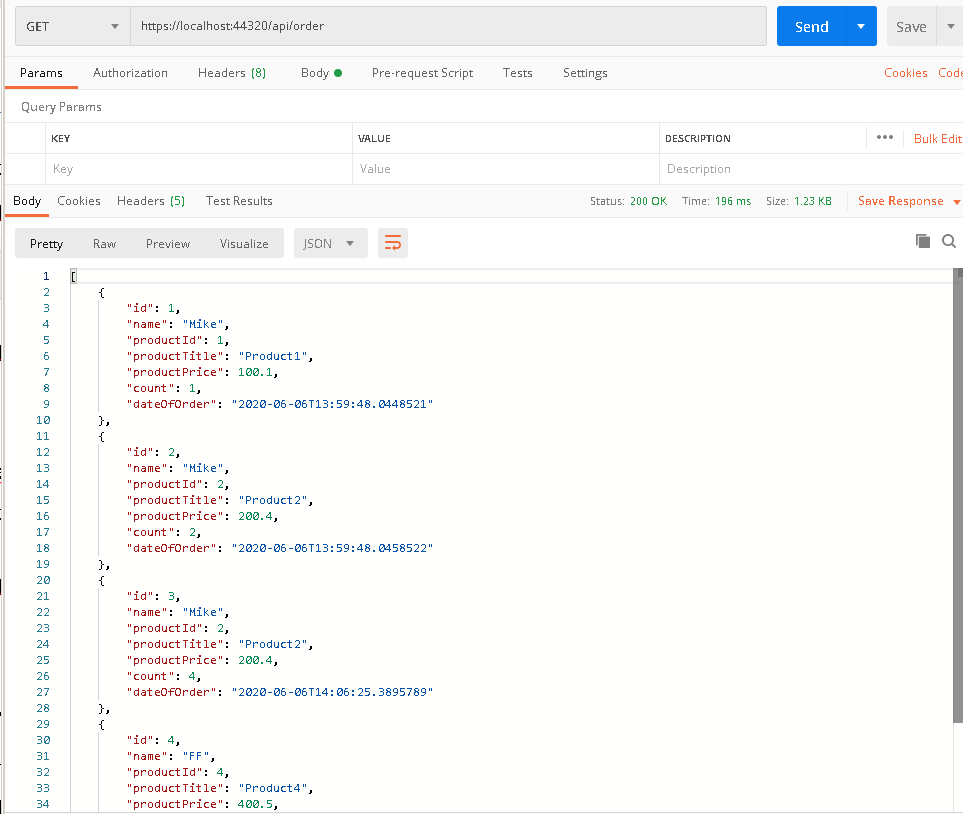 GET https://localhost:44320/api/order Send Save
Params Authorization Headers (8) Body Pre-request Script Tests Settings Cookies Code
Query Params
KEY VALUE DESCRIPTION ••• Bulk Edit
Key Value Description
Body Cookies Headers (5) Test Results Status: 200 OK Time: 196 ms Size: 1.23 KB Save Response
Pretty Raw Preview Visualize JSON
1 [
2 {
3 "id": 1,
4 "name": "Mike",
5 "productId": 1,
6 "productTitle": "Product1",
7 "productPrice": 100.1,
8 "count": 1,
9 "dateOfOrder": "2020-06-06T13:59:48.0448521"
10 },
11 {
12 "id": 2,
13 "name": "Mike",
14 "productId": 2,
15 "productTitle": "Product2",
16 "productPrice": 200.4,
17 "count": 2,
18 "dateOfOrder": "2020-06-06T13:59:48.0458522"
19 },
20 {
21 "id": 3,
22 "name": "Mike",
23 "productId": 2,
24 "productTitle": "Product2",
25 "productPrice": 200.4,
26 "count": 4,
27 "dateOfOrder": "2020-06-06T14:06:25.3895789"
28 },
29 {
30 "id": 4,
31 "name": "FF",
32 "productId": 4,
33 "productTitle": "Product4",
34 "productPrice": 400.5,